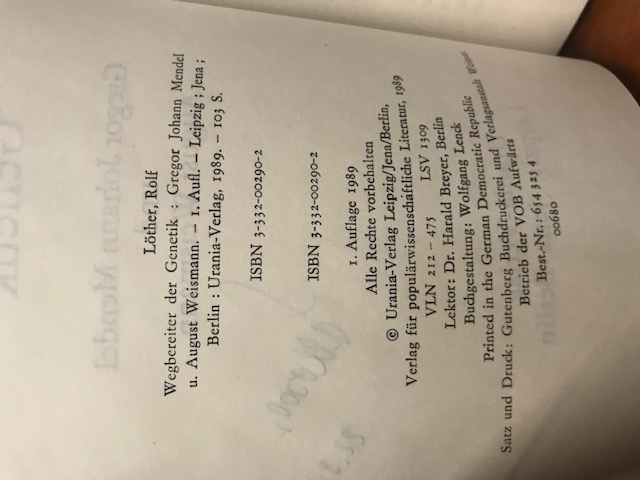 Löther, Rolf
Wegbereiter der Genetik : Gregor Johann Mendel
u. August Weismann. – 1. Aufl. – Leipzig ; Jena ;
Berlin : Urania-Verlag, 1989. – 103 S.
ISBN 3-332-00290-2
ISBN 3-332-00290-2
1. Auflage 1989
Alle Rechte vorbehalten
© Urania-Verlag Leipzig/Jena/Berlin,
Verlag für populärwissenschaftliche Literatur, 1989
VLN 212 – 475 LSV 1309
Lektor: Dr. Harald Breyer, Berlin
Buchgestaltung: Wolfgang Lenck
Printed in the German Democratic Republic
Satz und Druck: Gutenberg Buchdruckerei und Verlagsanstalt Weimar
Betrieb der VOB Aufwärts
Best.-Nr.: 654 325 4
00680